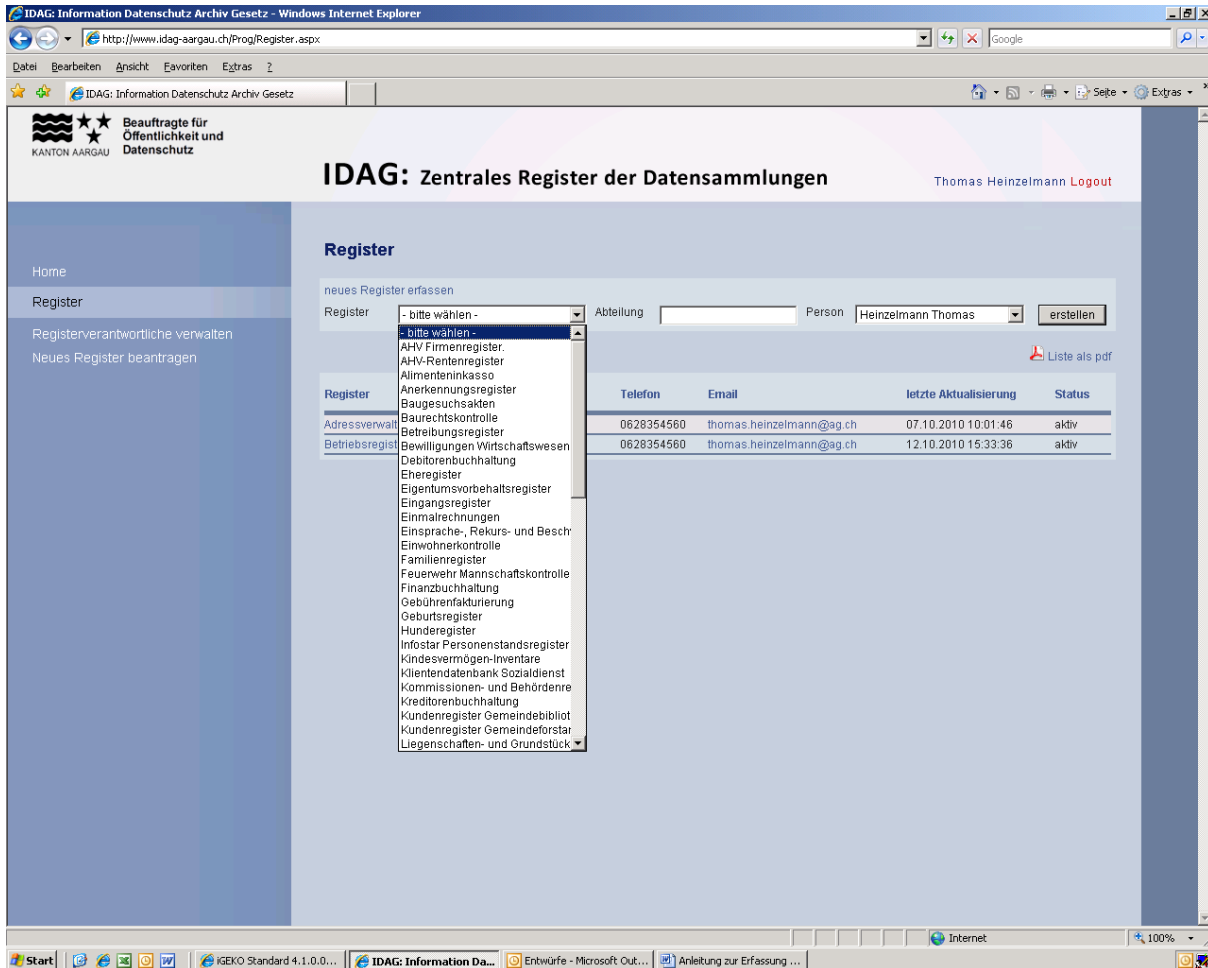 IDAG: Information Datenschutz Archiv Gesetz - Windows Internet Explorer
http://www.idag-aargau.ch/Prog/Register.aspx
Google
Datei Bearbeiten Ansicht Favoriten Extras ?
IDAG: Information Datenschutz Archiv Gesetz
Seite Extras
Beauftragte für
Öffentlichkeit und
Datenschutz
KANTON AARGAU
IDAG: Zentrales Register der Datensammlungen
Thomas Heinzelmann Logout
Home
Register
Registerverantwortliche verwalten
Neues Register beantragen
Register
neues Register erfassen
Register - bitte wählen - Abteilung Person Heinzelmann Thomas erstellen
- bitte wählen -
AHV Firmenregister.
AHV-Rentenregister
Alimenteninkasso
Anerkennungsregister
Baugesuchsakten
Baurechtskontrolle
Betreibungsregister
Bewilligungen Wirtschaftswesen
Debitorenbuchhaltung
Eheregister
Eigentumsvorbehaltsregister
Eingangsregister
Einmalrechnungen
Einsprache-, Rekurs- und Besch
Einwohnerkontrolle
Familienregister
Feuerwehr Mannschaftskontrolle
Finanzbuchhaltung
Gebührenfakturierung
Geburtsregister
Hunderegister
Infostar Personenstandsregister
Kindesvermögen-Inventare
Klientendatenbank Sozialdienst
Kommissionen- und Behördenre
Kreditorenbuchhaltung
Kundenregister Gemeindebibliot
Kundenregister Gemeindeforstar
Liegenschaften- und Grundstück
Liste als pdf
Register Telefon Email letzte Aktualisierung Status
Adressverwalt 0628354560 thomas.heinzelmann@ag.ch 07.10.2010 10:01:46 aktiv
Betriebsregist 0628354560 thomas.heinzelmann@ag.ch 12.10.2010 15:33:36 aktiv
Internet 100%
Start iGEKO Standard 4.1.0.0... IDAG: Information Da... Entwürfe - Microsoft Out... Anleitung zur Erfassung ...